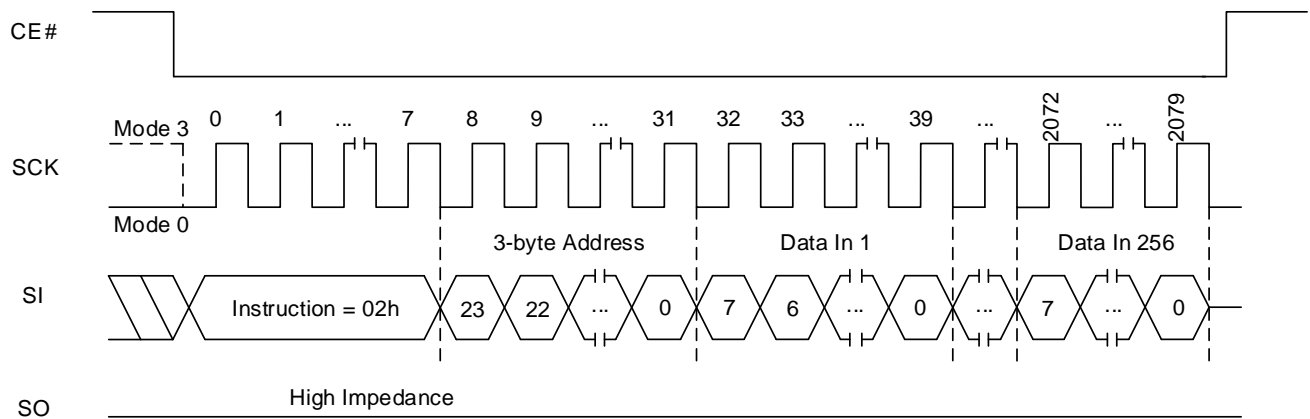 CE#
SCK
Mode 3
Mode 0
0 1 ... 7 8 9 ... 31 32 33 ... 39 ... 2072 ... 2079
3-byte Address Data In 1 Data In 256
SI
Instruction = 02h 23 22 ... 0 7 6 ... 0 ... 7 ... 0
SO
High Impedance